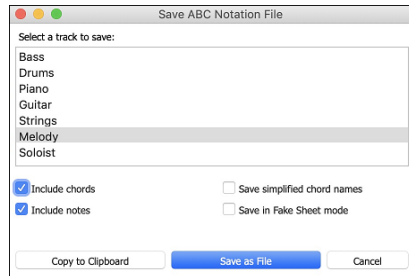 Save ABC Notation File
Select a track to save:
Bass
Drums
Piano
Guitar
Strings
Melody
Soloist
Include chords
Save simplified chord names
Include notes
Save in Fake Sheet mode
Copy to Clipboard
Save as File
Cancel